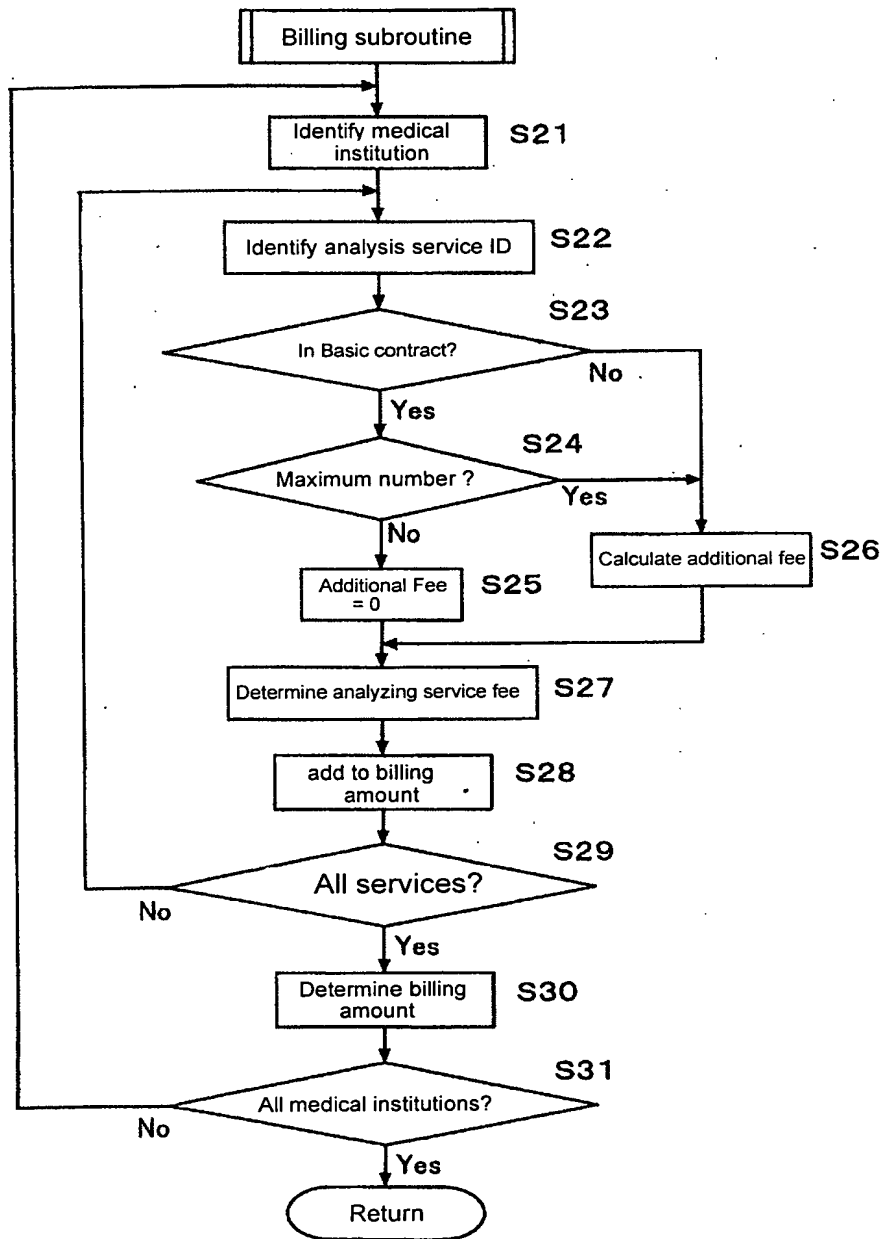 Billing subroutine
Identify medical
institution
S21
Identify analysis service ID
S22
S23
In Basic contract?
No
Yes
S24
Maximum number ?
Yes
No
Additional Fee
= 0
S25
Calculate additional fee
S26
Determine analyzing service fee
S27
add to billing
amount
S28
S29
All services?
No
Yes
Determine billing
amount
S30
S31
All medical institutions?
No
Yes
Return